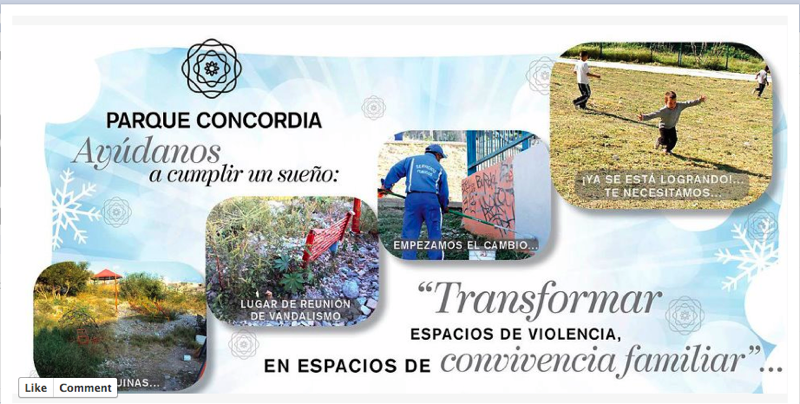 PARQUE CONCORDIA
Ayúdanos
a cumplir un sueño:
UINAS...
LUGAR DE REUNIÓN
DE VANDALISMO
EMPEZAMOS EL CAMBIO...
¡YA SE ESTÁ LOGRANDO!...
TE NECESITAMOS...
“Transformar
ESPACIOS DE VIOLENCIA,
EN ESPACIOS DE convivencia familiar”...
Like Comment